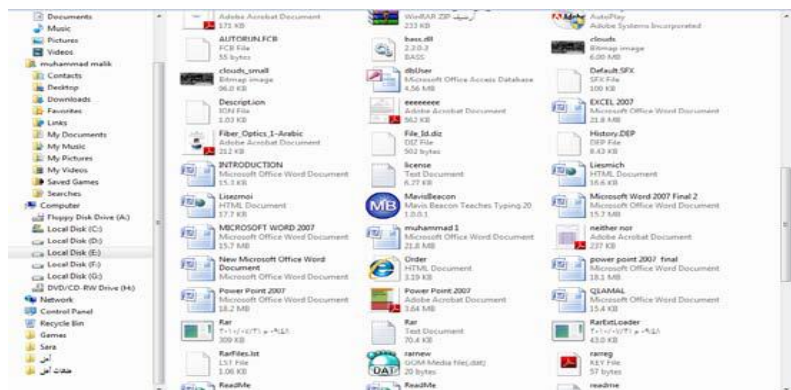 Documents
Music
Pictures
Videos
muhammad malik
Contacts
Desktop
Downloads
Favorites
Links
My Documents
My Music
My Pictures
My Videos
Saved Games
Searches
Computer
Floppy Disk Drive (A:)
Local Disk (C:)
Local Disk (D:)
Local Disk (E:)
Local Disk (F:)
Local Disk (G:)
DVD/CD-RW Drive (H:)
Network
Control Panel
Recycle Bin
Games
Sara
أمل
ملفات أمل
Adobe Acrobat Document
171 KB
WinRAR ZIP أرشيف
233 KB
AutoPlay
Adobe Systems Incorporated
AUTORUN.FCB
FCB File
55 bytes
bass.dll
2.3.0.3
BASS
clouds
Bitmap image
6.00 MB
clouds_small
Bitmap image
96.0 KB
dbUser
Microsoft Office Access Database
4.56 MB
Default.SFX
SFX File
100 KB
Descript.ion
ION File
1.03 KB
eeeeeeee
Adobe Acrobat Document
562 KB
EXCEL 2007
Microsoft Office Word Document
21.8 MB
Fiber_Optics_1-Arabic
Adobe Acrobat Document
212 KB
File_Id.diz
DIZ File
502 bytes
History.DEP
DEP File
8.43 KB
INTRODUCTION
Microsoft Office Word Document
15.3 KB
license
Text Document
6.27 KB
Liesmich
HTML Document
16.6 KB
Lisezmoi
HTML Document
17.7 KB
MB
MavisBeacon
Mavis Beacon Teaches Typing 20
1.0.0.1
Microsoft Word 2007 Final 2
Microsoft Office Word Document
15.7 MB
MICROSOFT WORD 2007
Microsoft Office Word Document
15.7 MB
muhammad 1
Microsoft Office Word Document
21.8 MB
neither nor
Adobe Acrobat Document
237 KB
New Microsoft Office Word
Document
Microsoft Office Word Document
Order
HTML Document
3.19 KB
power point 2007 final
Microsoft Office Word Document
18.1 MB
Power Point 2007
Microsoft Office Word Document
18.2 MB
Power Point 2007
Adobe Acrobat Document
3.64 MB
QLAMAL
Microsoft Office Word Document
15.4 KB
Rar
309 KB
Rar
Text Document
70.4 KB
RarExtLoader
43.0 KB
RarFiles.lst
LST File
1.06 KB
DAT
rarnew
GOM Media file(.dat)
20 bytes
rarreg
KEY File
57 bytes
ReadMe
ReadMe
readme